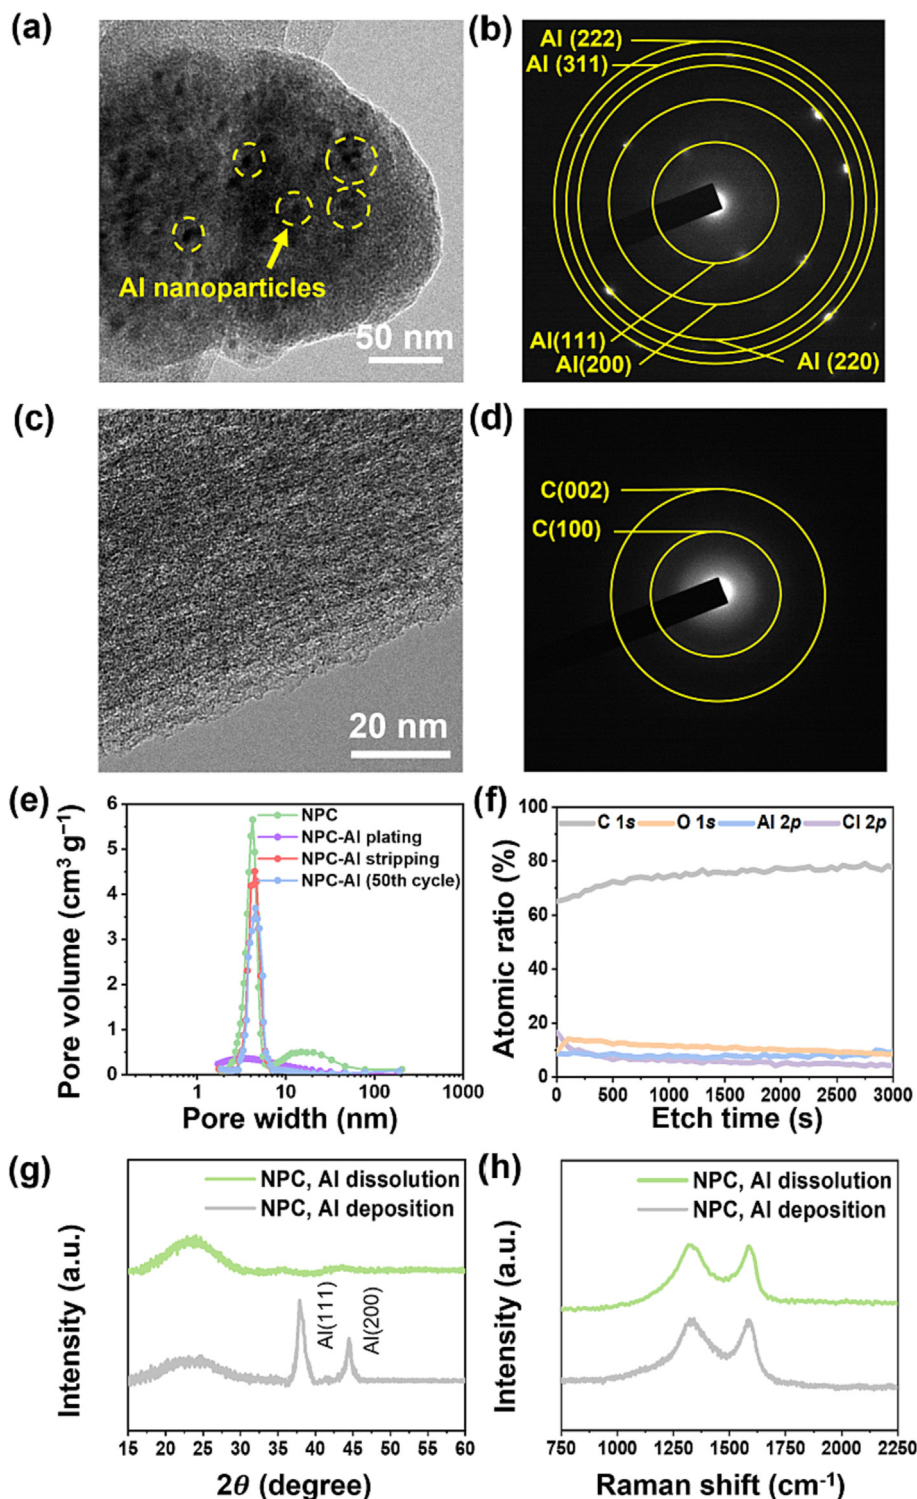 (a)
Al nanoparticles
50 nm
(b)
Al (222)
Al (311)
Al(111)
Al(200)
Al (220)
(c)
20 nm
(d)
C(002)
C(100)
(e)
NPC
NPC-Al plating
NPC-Al stripping
NPC-Al (50th cycle)
Pore volume (cm³ g⁻¹)
6
5
4
3
2
1
0
1 10 100 1000
Pore width (nm)
(f)
C 1s O 1s Al 2p Cl 2p
Atomic ratio (%)
100
80
60
40
20
0
0 500 1000 1500 2000 2500 3000
Etch time (s)
(g)
NPC, Al dissolution
NPC, Al deposition
Al(111)
Al(200)
Intensity (a.u.)
15 20 25 30 35 40 45 50 55 60
2θ (degree)
(h)
NPC, Al dissolution
NPC, Al deposition
Intensity (a.u.)
750 1000 1250 1500 1750 2000 2250
Raman shift (cm⁻¹)